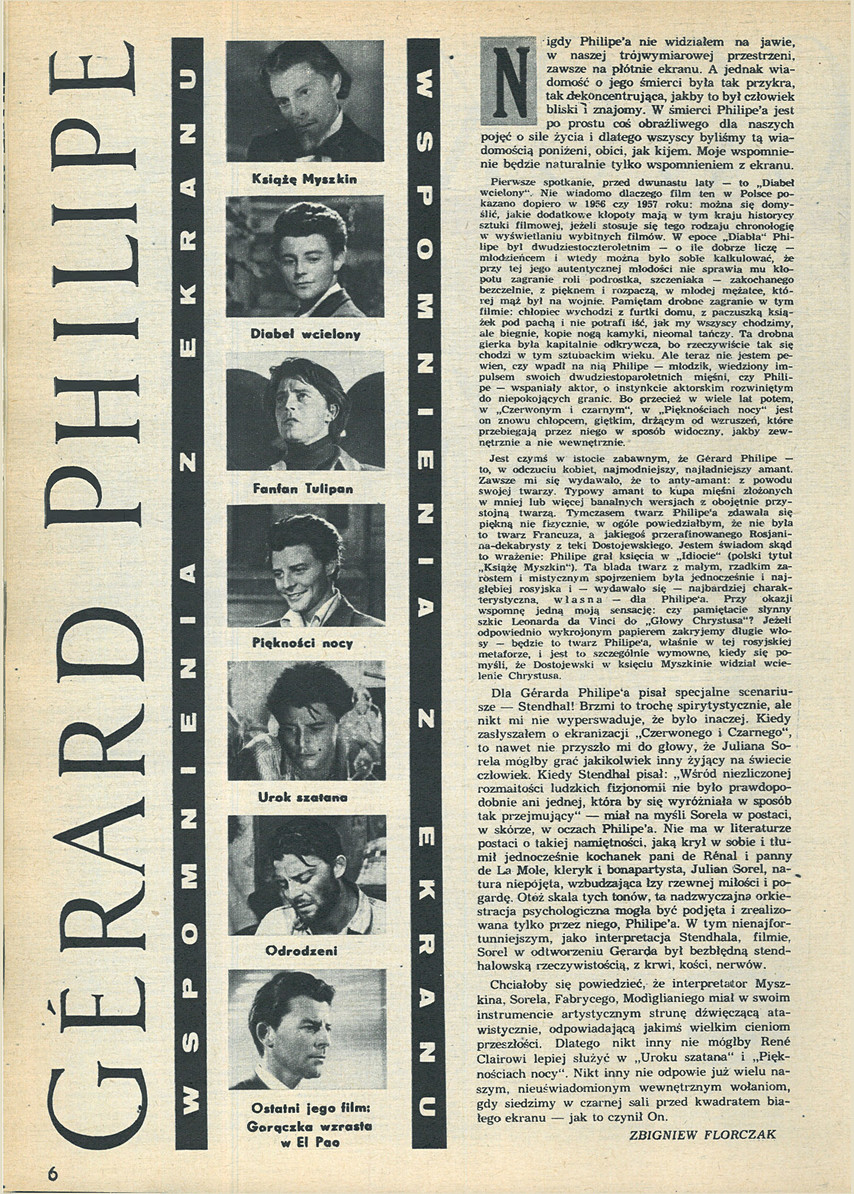 GÉRARD PHILIPE
WSPOMNIENIA Z EKRANU
Książę Myszkin
Diabeł wcielony
Fanfan Tulipan
Piękności nocy
Urok szatana
Odrodzeni
Ostatni jego film:
Gorączka wzrasta
w El Pao
WSPOMNIENIA Z EKRANU
Nigdy Philipe'a nie widziałem na jawie,
w naszej trójwymiarowej przestrzeni,
zawsze na płótnie ekranu. A jednak wia-
domość o jego śmierci była tak przykra,
tak dekoncentrująca, jakby to był człowiek
bliski i znajomy. W śmierci Philipe'a jest
po prostu coś obraźliwego dla naszych
pojęć o sile życia i dlatego wszyscy byliśmy tą wia-
domością poniżeni, obici, jak kijem. Moje wspomnie-
nie będzie naturalnie tylko wspomnieniem z ekranu.
Pierwsze spotkanie, przed dwunastu laty — to „Diabeł
wcielony“. Nie wiadomo dlaczego film ten w Polsce po-
kazano dopiero w 1956 czy 1957 roku: można się domy-
ślić, jakie dodatkowe kłopoty mają w tym kraju historycy
sztuki filmowej, jeżeli stosuje się tego rodzaju chronologię
w wyświetlaniu wybitnych filmów. W epoce „Diabła“ Phi-
lipe był dwudziestoczteroletnim — o ile dobrze liczę —
młodzieńcem i wtedy można było sobie kalkulować, że
przy tej jego autentycznej młodości nie sprawia mu kło-
potu zagranie roli podrostka, szczeniaka — zakochanego
bezczelnie, z pięknem i rozpaczą, w młodej mężatce, któ-
rej mąż był na wojnie. Pamiętam drobne zagranie w tym
filmie: chłopiec wychodzi z furtki domu, z paczuszką ksią-
żek pod pachą i nie potrafi iść, jak my wszyscy chodzimy,
ale biegnie, kopie nogą kamyki, nieomal tańczy. Ta drobna
gierka była kapitalnie odkrywcza, bo rzeczywiście tak się
chodzi w tym sztubackim wieku. Ale teraz nie jestem pe-
wien, czy wpadł na nią Philipe — młodzik, wiedziony im-
pulsem swoich dwudziestoparoletnich mięśni, czy Phili-
pe — wspaniały aktor, o instynkcie aktorskim rozwiniętym
do niepokojących granic. Bo przecież w wiele lat potem,
w „Czerwonym i czarnym“, w „Pięknościach nocy“ jest
on znowu chłopcem, giętkim, drżącym od wzruszeń, które
przebiegają przez niego w sposób widoczny, jakby zew-
nętrznie a nie wewnętrznie.
Jest czymś w istocie zabawnym, że Gérard Philipe —
to, w odczuciu kobiet, najmodniejszy, najładniejszy amant.
Zawsze mi się wydawało, że to anty-amant: z powodu
swojej twarzy. Typowy amant to kupa mięśni złożonych
w mniej lub więcej banalnych wersjach z obojętnie przy-
stojną twarzą. Tymczasem twarz Philipe'a zdawała się
piękną nie fizycznie, w ogóle powiedziałbym, że nie była
to twarz Francuza, a jakiegoś przerafinowanego Rosjani-
na-dekabrysty z teki Dostojewskiego. Jestem świadom skąd
to wrażenie: Philipe grał księcia w „Idiocie“ (polski tytuł
„Książę Myszkin“). Ta blada twarz z małym, rzadkim za-
rostem i mistycznym spojrzeniem była jednocześnie i naj-
głębiej rosyjska i — wydawało się — najbardziej charak-
terystyczna, własna — dla Philipe'a. Przy okazji
wspomnę jedną moją sensację: czy pamiętacie słynny
szkic Leonarda da Vinci do „Głowy Chrystusa“? Jeżeli
odpowiednio wykrojonym papierem zakryjemy długie wło-
sy — będzie to twarz Philipe'a, właśnie w tej rosyjskiej
metaforze, i jest to szczególnie wymowne, kiedy się po-
myśli, że Dostojewski w księciu Myszkinie widział wcie-
lenie Chrystusa.
Dla Gérarda Philipe'a pisał specjalne scenariu-
sze — Stendhal! Brzmi to trochę spirytystycznie, ale
nikt mi nie wyperswaduje, że było inaczej. Kiedy
zasłyszałem o ekranizacji „Czerwonego i Czarnego“,
to nawet nie przyszło mi do głowy, że Juliana So-
rela mógłby grać jakikolwiek inny żyjący na świecie
człowiek. Kiedy Stendhal pisał: „Wśród niezliczonej
rozmaitości ludzkich fizjonomii nie było prawdopo-
dobnie ani jednej, która by się wyróżniała w sposób
tak przejmujący“ — miał na myśli Sorela w postaci,
w skórze, w oczach Philipe'a. Nie ma w literaturze
postaci o takiej namiętności, jaką krył w sobie i tłu-
mił jednocześnie kochanek pani de Rénal i panny
de La Mole, kleryk i bonapartysta, Julian Sorel, na-
tura niepójęta, wzbudzająca łzy rzewnej miłości i po-
gardę. Otóż skala tych tonów, ta nadzwyczajna orkie-
stracja psychologiczna mogła być podjęta i zrealizo-
wana tylko przez niego, Philipe'a. W tym nienajfor-
tunniejszym, jako interpretacja Stendhala, filmie,
Sorel w odtworzeniu Gerarda był bezbłędną stend-
halowską rzeczywistością, z krwi, kości, nerwów.
Chciałoby się powiedzieć, że interpretator Mysz-
kina, Sorela, Fabrycego, Modiglianiego miał w swoim
instrumencie artystycznym strunę dźwięczącą ata-
wistycznie, odpowiadającą jakimś wielkim cieniom
przeszłości. Dlatego nikt inny nie mógłby René
Clairowi lepiej służyć w „Uroku szatana“ i „Pięk-
nościach nocy“. Nikt inny nie odpowie już wielu na-
szym, nieuświadomionym wewnętrznym wołaniom,
gdy siedzimy w czarnej sali przed kwadratem bia-
łego ekranu — jak to czynił On.
ZBIGNIEW FLORCZAK
6